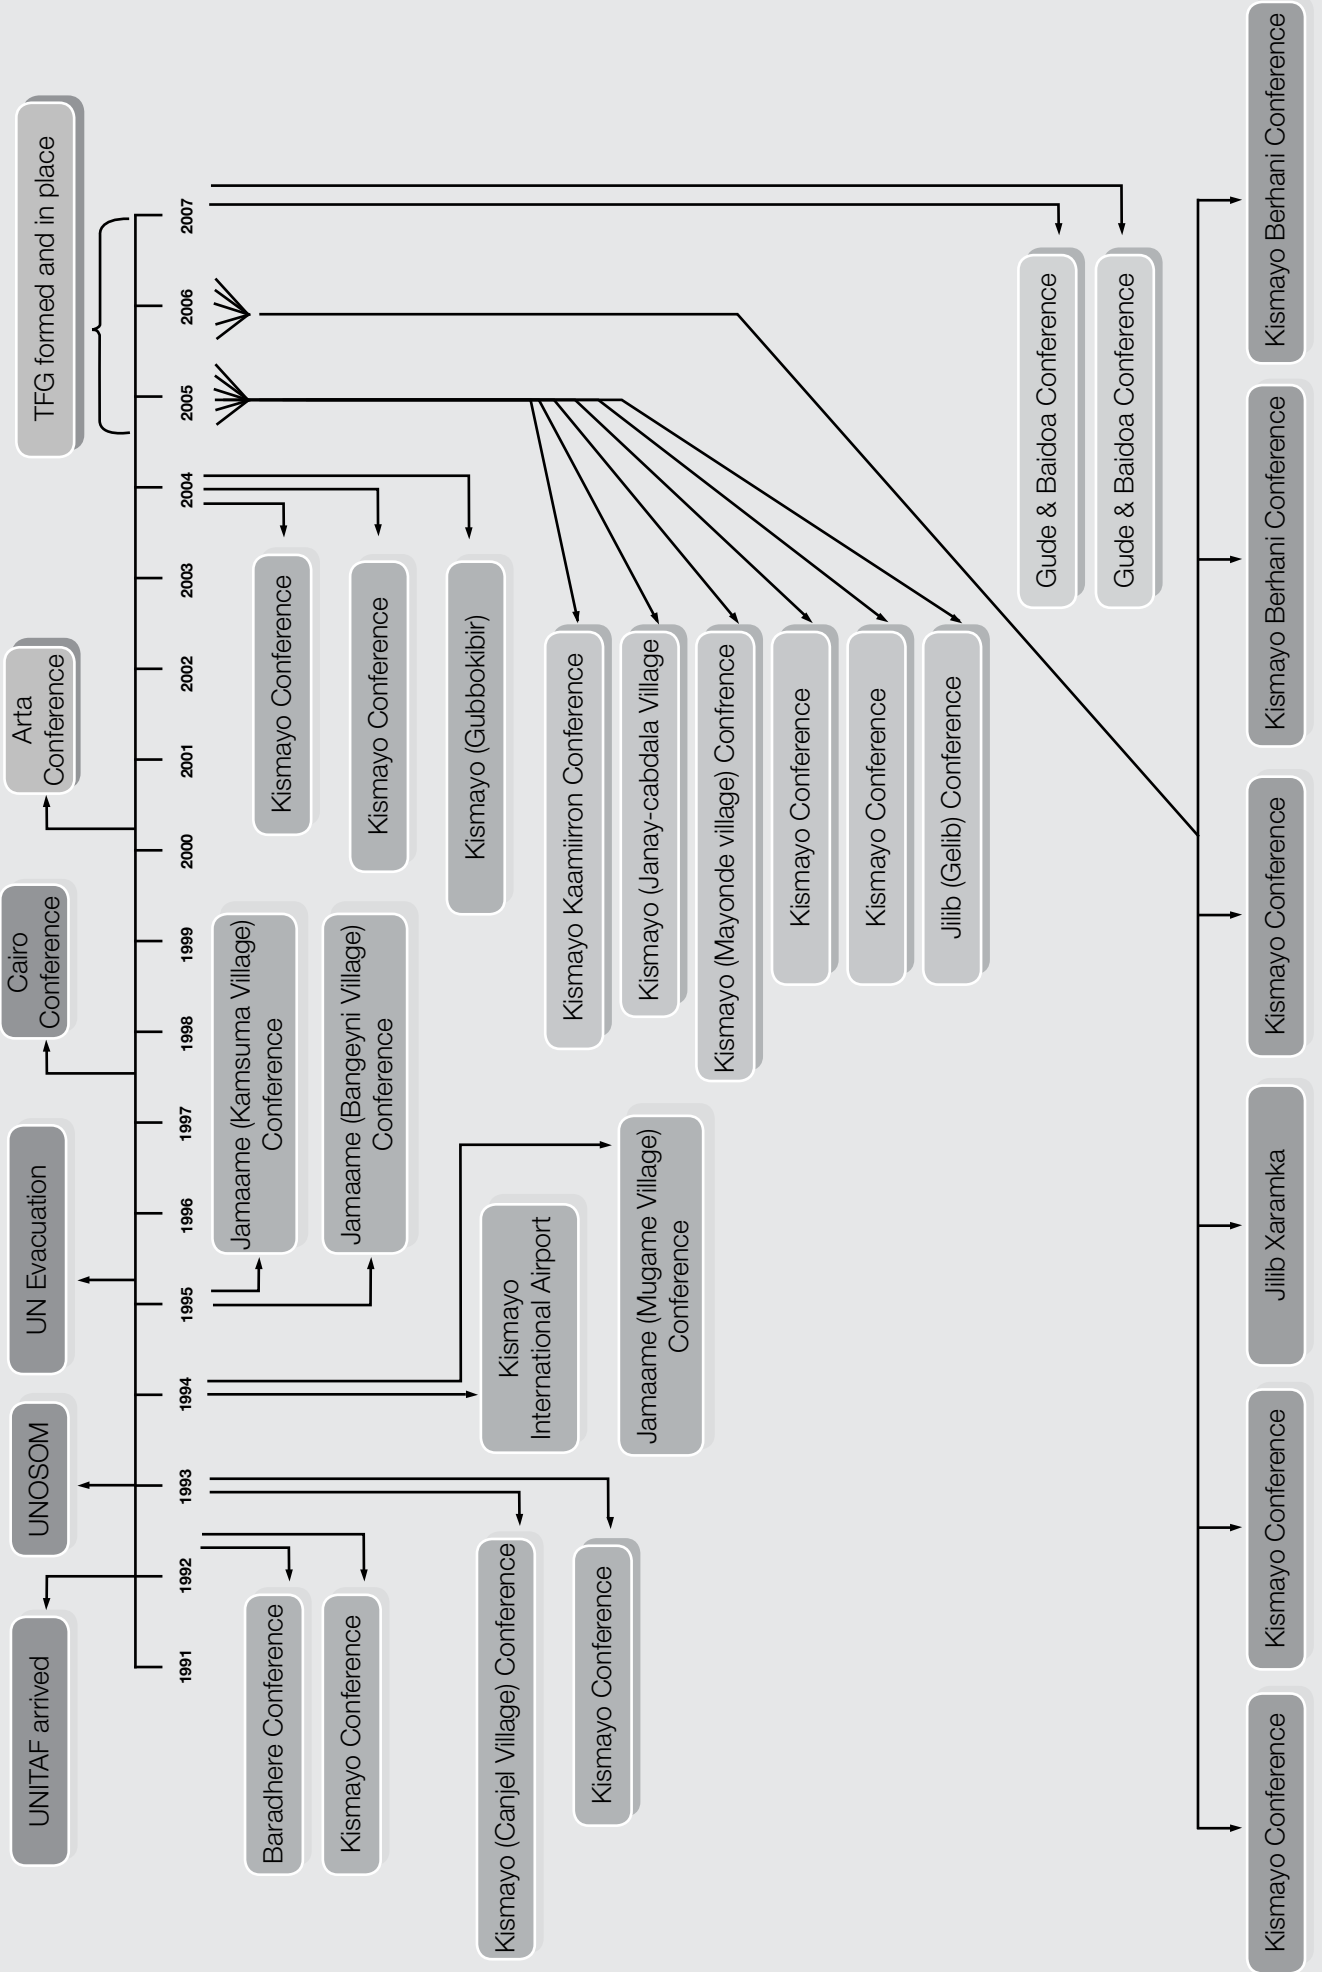 UNITAF arrived
UNOSOM
UN Evacuation
Cairo
Conference
Arta
Conference
TFG formed and in place
1991
1992
1993
1994
1995
1996
1997
1998
1999
2000
2001
2002
2003
2004
2005
2006
2007
Baradhere Conference
Kismayo Conference
Kismayo (Canjel Village) Conference
Kismayo Conference
Kismayo
International Airport
Jamaame (Mugame Village)
Conference
Jamaame (Kamsuma Village)
Conference
Jamaame (Bangeyni Village)
Conference
Kismayo Conference
Kismayo Conference
Kismayo (Gubbokibir)
Kismayo Kaamiirron Conference
Kismayo (Janay-cabdala Village
Kismayo (Mayonde village) Confrence
Kismayo Conference
Kismayo Conference
Jilib (Gelib) Conference
Gude & Baidoa Conference
Gude & Baidoa Conference
Kismayo Conference
Kismayo Conference
Jilib Xaramka
Kismayo Conference
Kismayo Berhani Conference
Kismayo Berhani Conference